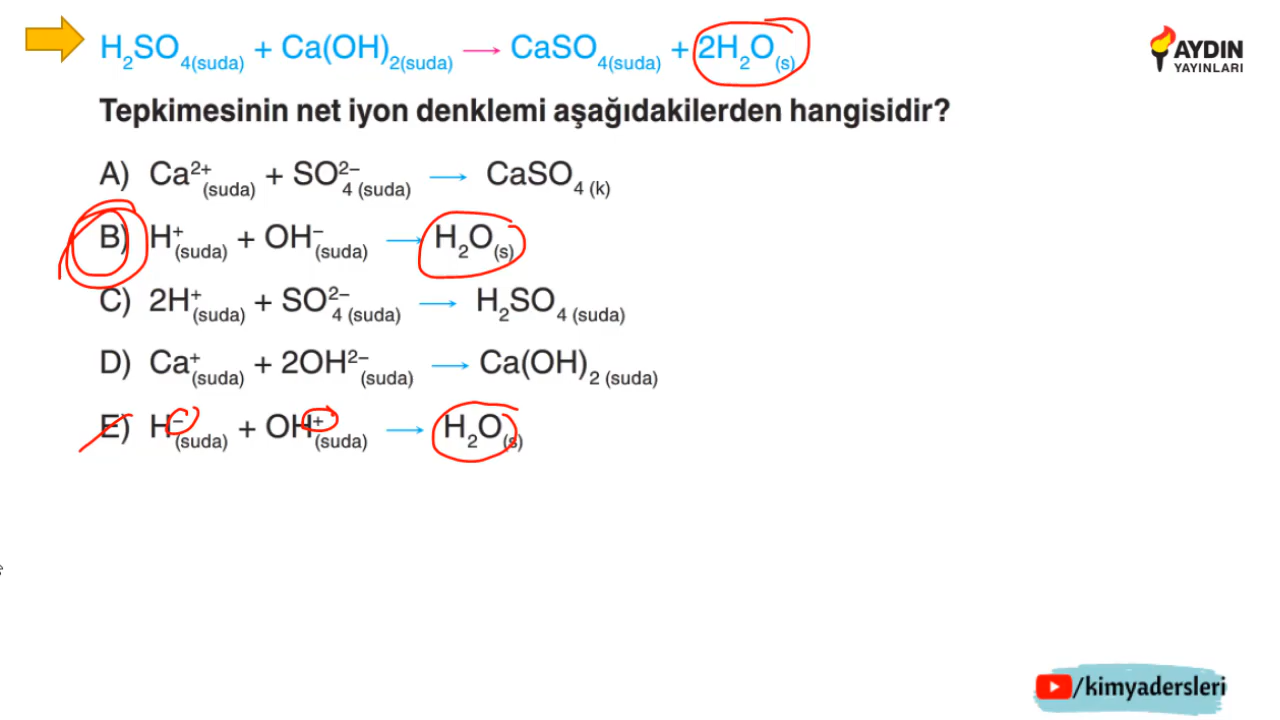 H₂SO₄(suda) + Ca(OH)₂(suda) → CaSO₄(suda) + 2H₂O(s)
AYDIN
YAYINLARI
Tepkimesinin net iyon denklemi aşağıdakilerden hangisidir?
A) Ca²⁺(suda) + SO₄²⁻(suda) → CaSO₄ (k)
B) H⁺(suda) + OH⁻(suda) → H₂O(s)
C) 2H⁺(suda) + SO₄²⁻(suda) → H₂SO₄ (suda)
D) Ca⁺(suda) + 2OH²⁻(suda) → Ca(OH)₂ (suda)
E) H⁻(suda) + OH⁺(suda) → H₂O(s)
/kimyadersleri